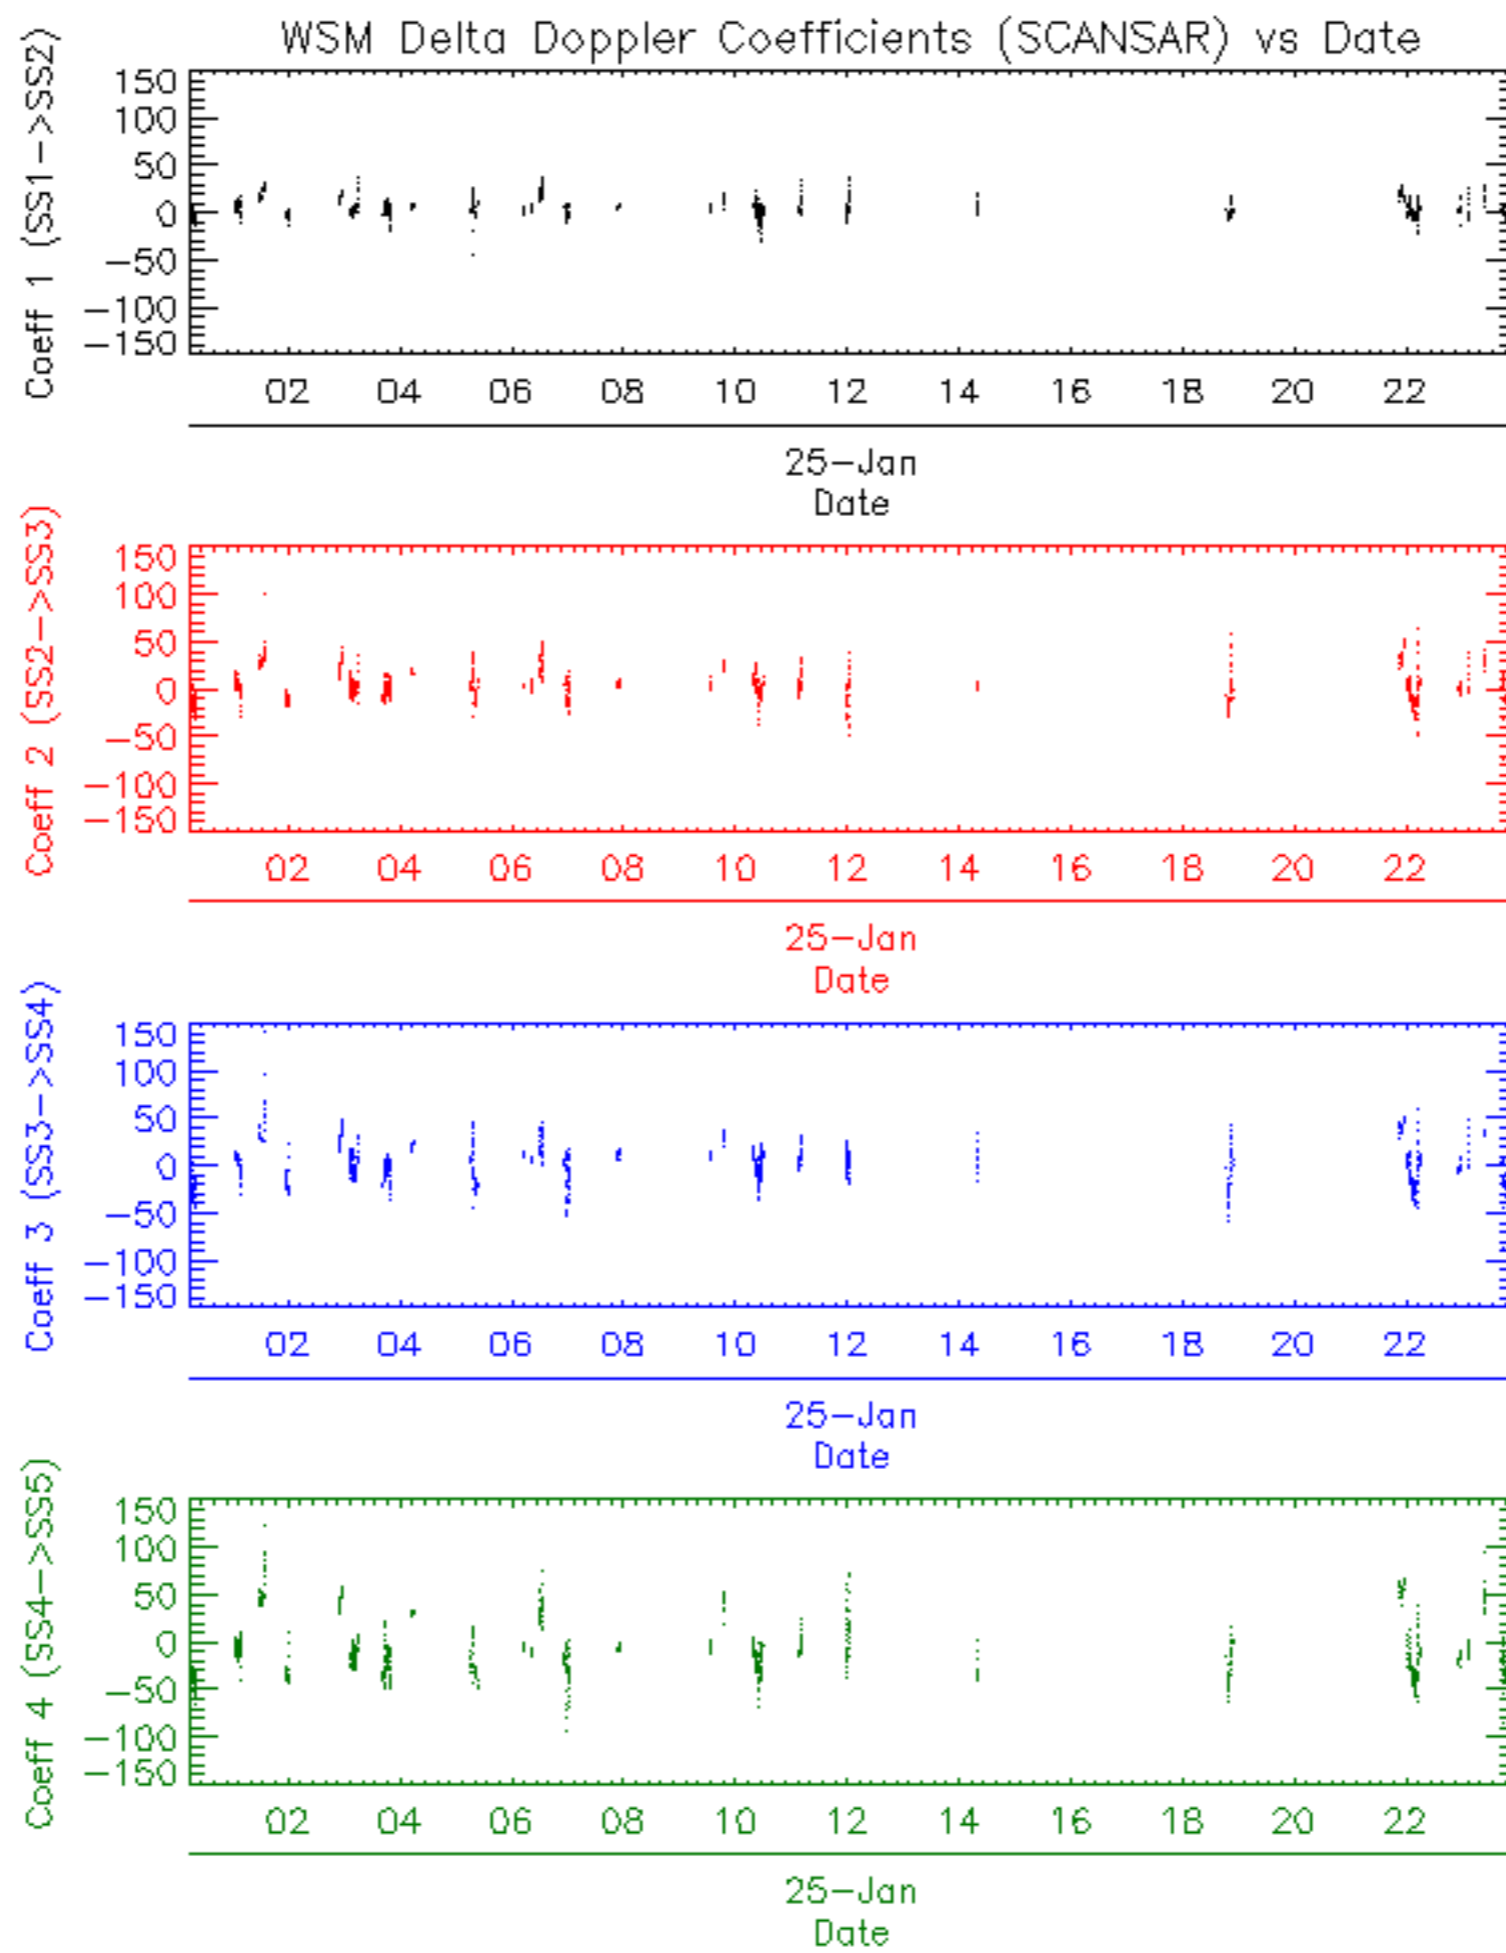 WSM Delta Doppler Coefficients (SCANSAR) vs Date
Coeff 1 (SS1->SS2)
150
100
50
0
-50
-100
-150
02 04 06 08 10 12 14 16 18 20 22
25-Jan
Date
Coeff 2 (SS2->SS3)
150
100
50
0
-50
-100
-150
02 04 06 08 10 12 14 16 18 20 22
25-Jan
Date
Coeff 3 (SS3->SS4)
150
100
50
0
-50
-100
-150
02 04 06 08 10 12 14 16 18 20 22
25-Jan
Date
Coeff 4 (SS4->SS5)
150
100
50
0
-50
-100
-150
02 04 06 08 10 12 14 16 18 20 22
25-Jan
Date